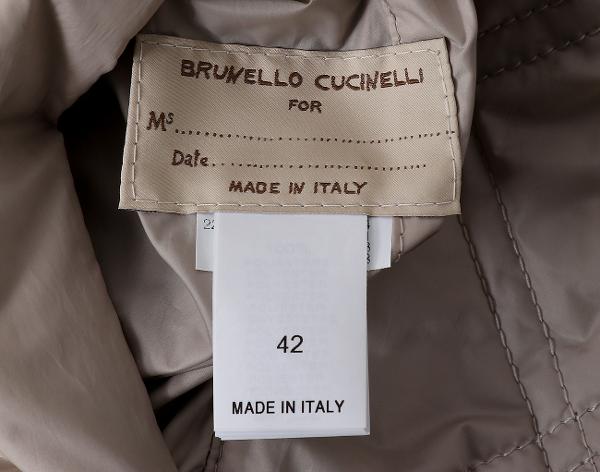 BRUNELLO CUCINELLI
FOR
Ms
Date
MADE IN ITALY
42
MADE IN ITALY